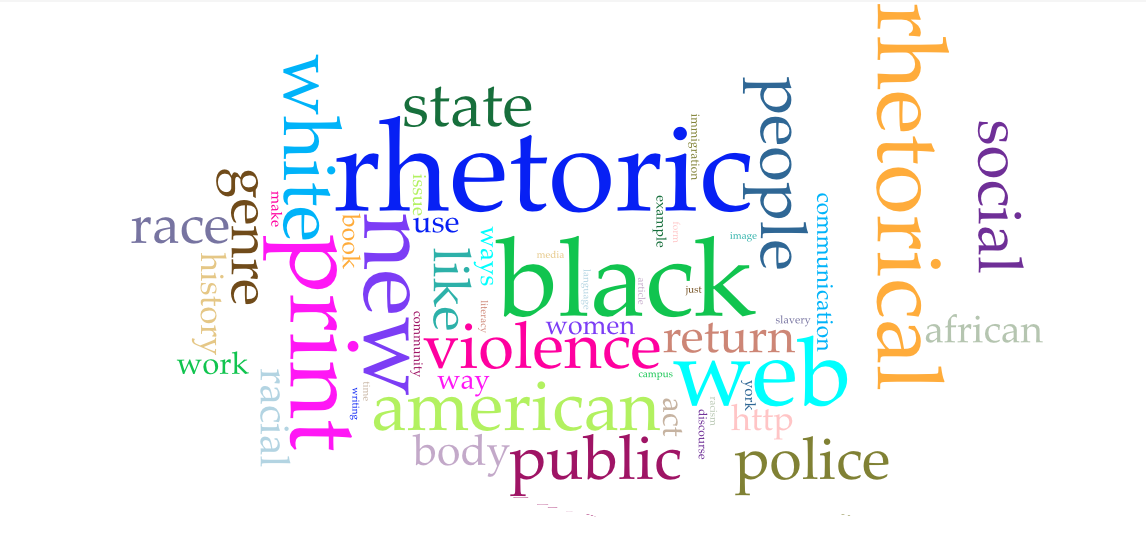 rhetorical
white
state
people
rhetoric
immigration
social
genre
issue
make
race
book
use
new
example
form
communication
print
ways
like
black
image
history
media
language
article
just
literacy
community
women
slavery
violence
return
african
work
web
racial
way
campus
time
writing
american
york
act
racism
discourse
http
body
public
police